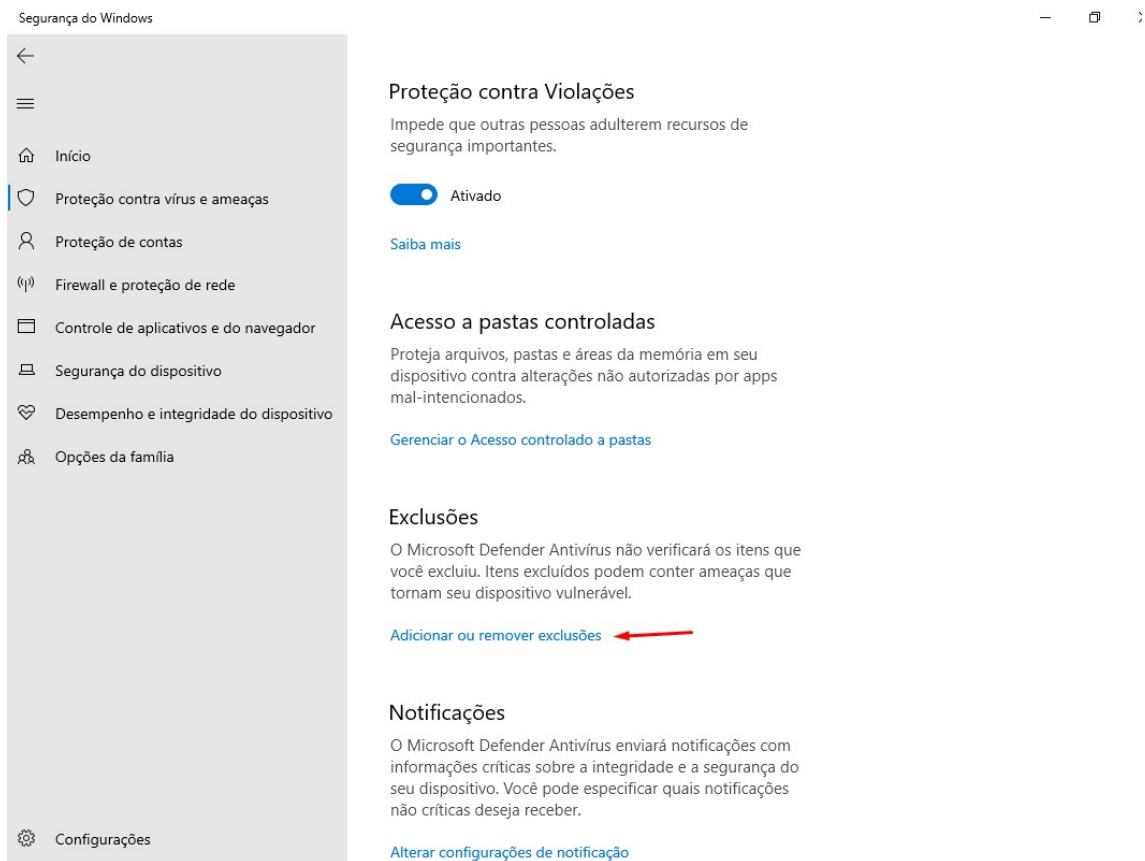 Segurança do Windows
Início
Proteção contra vírus e ameaças
Proteção de contas
Firewall e proteção de rede
Controle de aplicativos e do navegador
Segurança do dispositivo
Desempenho e integridade do dispositivo
Opções da família
Configurações
Proteção contra Violações
Impede que outras pessoas adulterem recursos de
segurança importantes.
Ativado
Saiba mais
Acesso a pastas controladas
Proteja arquivos, pastas e áreas da memória em seu
dispositivo contra alterações não autorizadas por apps
mal-intencionados.
Gerenciar o Acesso controlado a pastas
Exclusões
O Microsoft Defender Antivírus não verificará os itens que
você excluiu. Itens excluídos podem conter ameaças que
tornam seu dispositivo vulnerável.
Adicionar ou remover exclusões
Notificações
O Microsoft Defender Antivírus enviará notificações com
informações críticas sobre a integridade e a segurança do
seu dispositivo. Você pode especificar quais notificações
não críticas deseja receber.
Alterar configurações de notificação